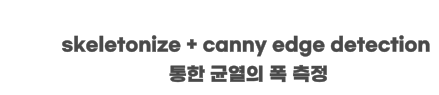 skeletonize + canny edge detection
통한 균열의 폭 측정